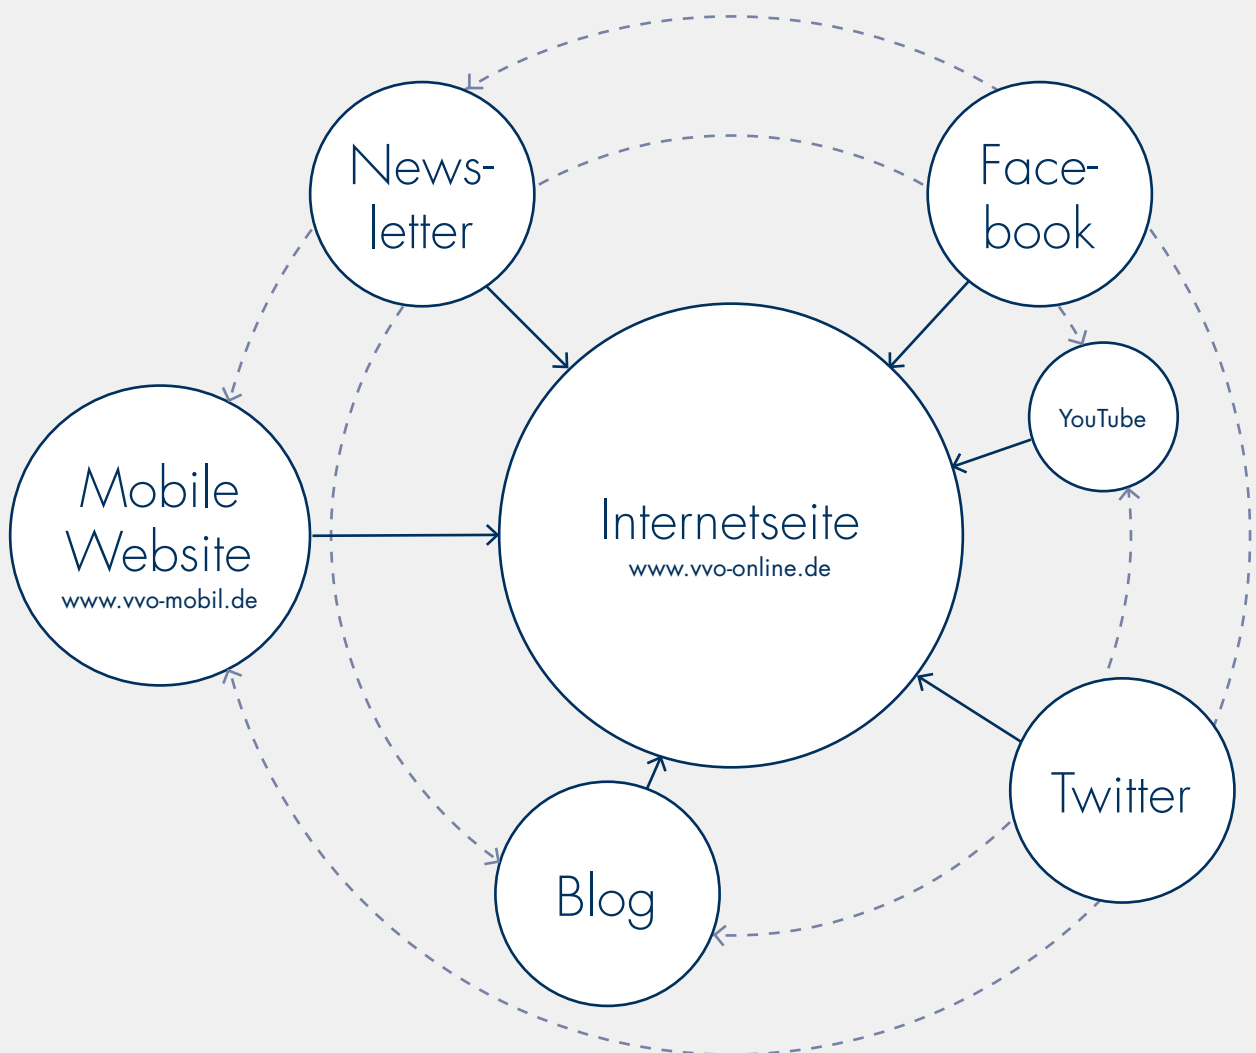 News-
letter
Face-
book
YouTube
Mobile
Website
www.vvo-mobil.de
Internetseite
www.vvo-online.de
Twitter
Blog